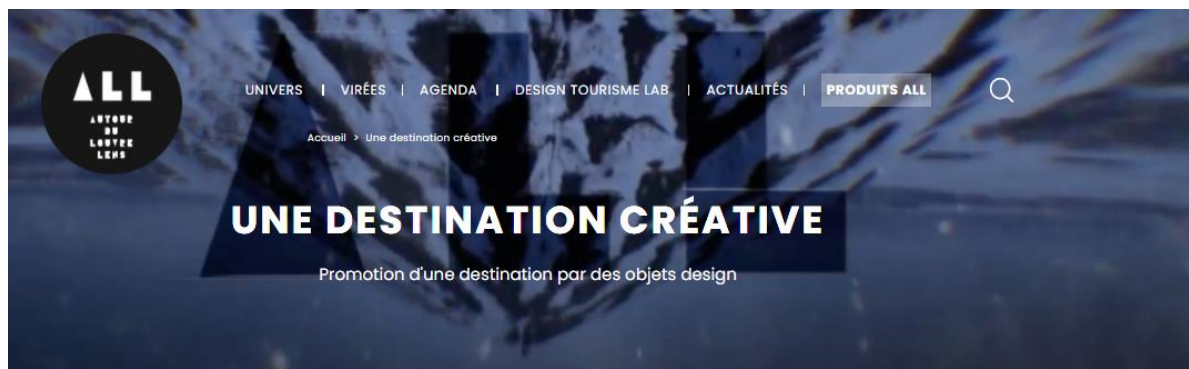 ALL
AUTOUR
DU
LOUVRE
LENS
UNIVERS | VIRÉES | AGENDA | DESIGN TOURISME LAB | ACTUALITÉS | PRODUITS ALL
Accueil > Une destination créative
ALL
UNE DESTINATION CRÉATIVE
Promotion d'une destination par des objets design